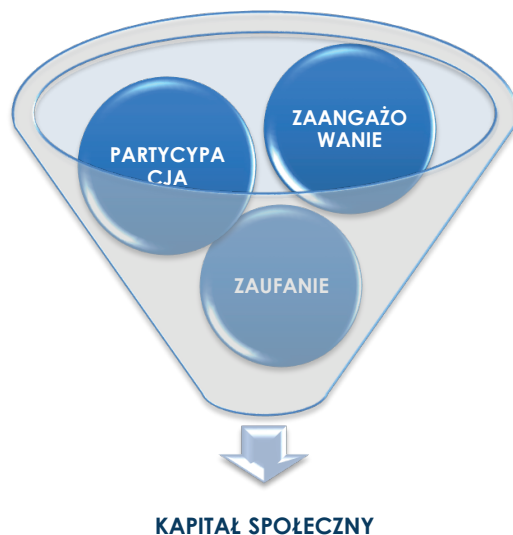 ZAANGAŻO
WANIE
PARTYCYPA
CJA
ZAUFANIE
KAPITAŁ SPOŁECZNY